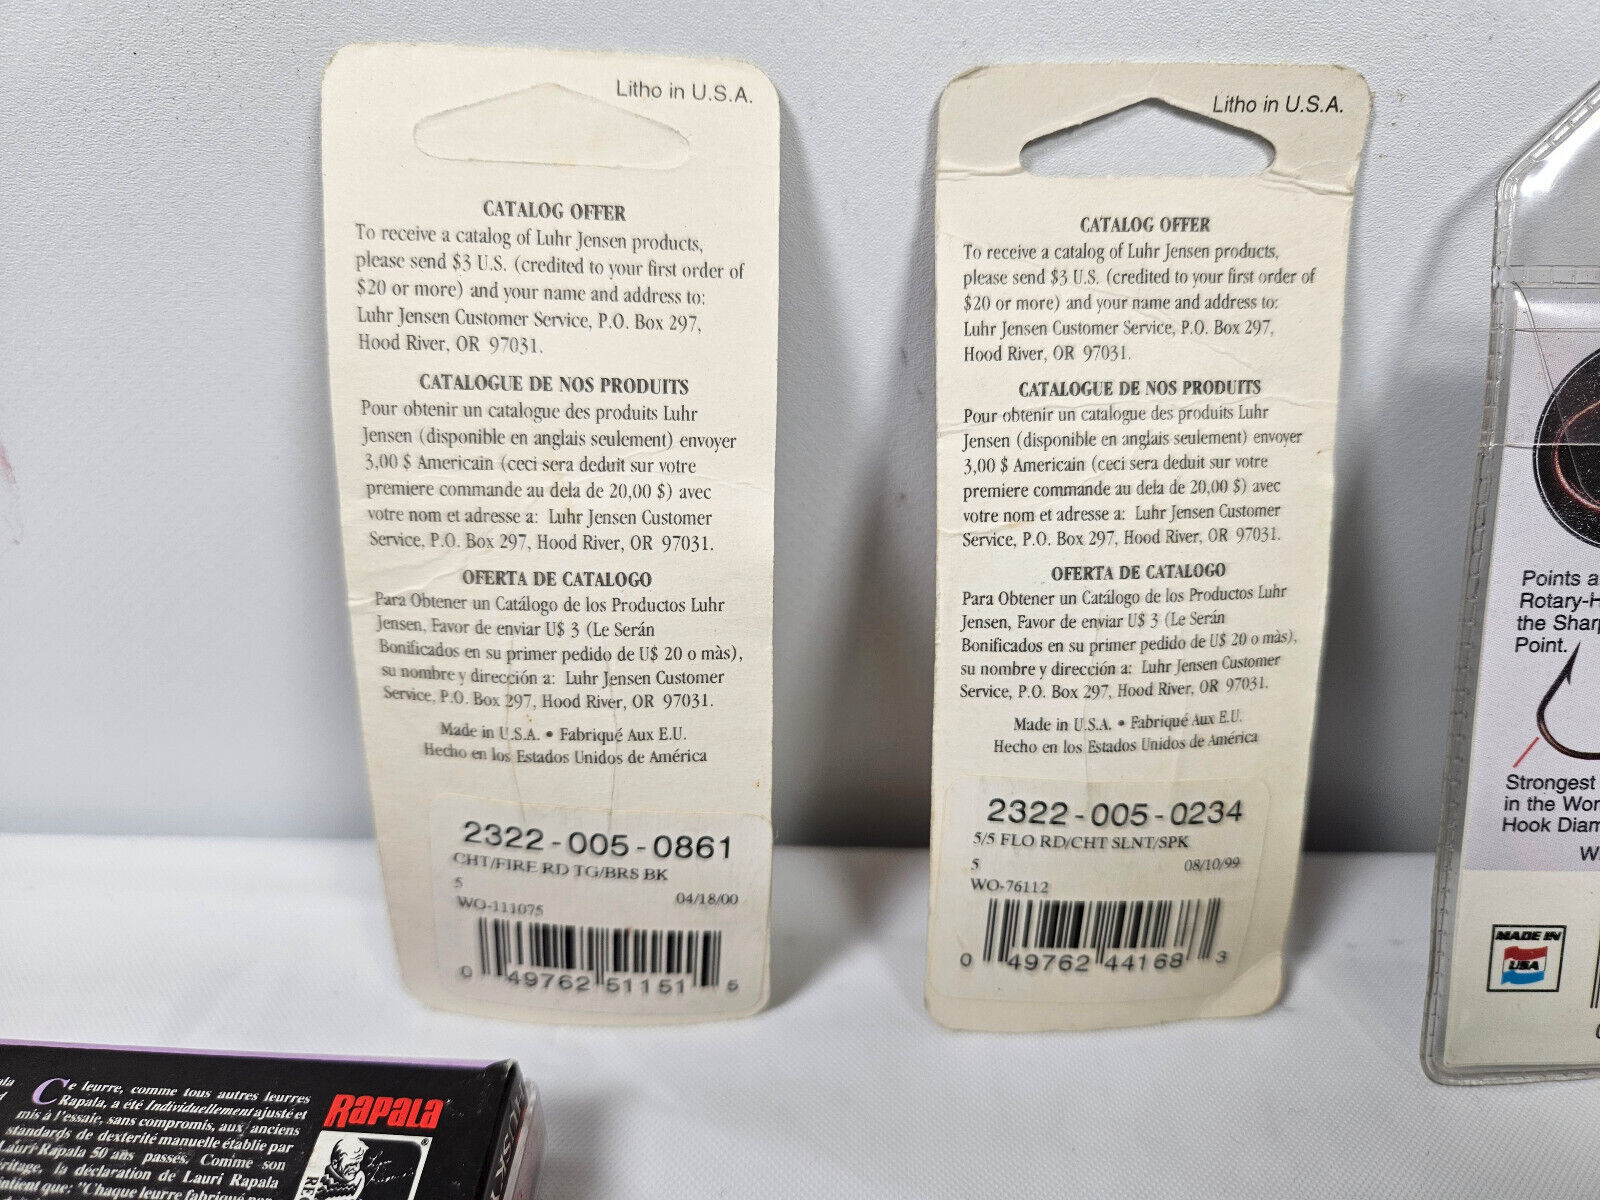 Litho in U.S.A.
CATALOG OFFER
To receive a catalog of Luhr Jensen products,
please send $3 U.S. (credited to your first order of
$20 or more) and your name and address to:
Luhr Jensen Customer Service, P.O. Box 297,
Hood River, OR 97031.
CATALOGUE DE NOS PRODUITS
Pour obtenir un catalogue des produits Luhr
Jensen (disponible en anglais seulement) envoyer
3,00 $ Americain (ceci sera deduit sur votre
premiere commande au dela de 20,00 $) avec
votre nom et adresse a: Luhr Jensen Customer
Service, P.O. Box 297, Hood River, OR 97031.
OFERTA DE CATALOGO
Para Obtener un Catálogo de los Productos Luhr
Jensen, Favor de enviar U$ 3 (Le Serán
Bonificados en su primer pedido de U$ 20 o màs),
su nombre y dirección a: Luhr Jensen Customer
Service, P.O. Box 297, Hood River, OR 97031.
Made in U.S.A. • Fabriqué Aux E.U.
Hecho en los Estados Unidos de América
2322-005-0861
CHT/FIRE RD TG/BRS BK
5
04/18/00
WO-111075
0 49762 51151 5
Litho in U.S.A.
CATALOG OFFER
To receive a catalog of Luhr Jensen products,
please send $3 U.S. (credited to your first order of
$20 or more) and your name and address to:
Luhr Jensen Customer Service, P.O. Box 297,
Hood River, OR 97031.
CATALOGUE DE NOS PRODUITS
Pour obtenir un catalogue des produits Luhr
Jensen (disponible en anglais seulement) envoyer
3,00 $ Americain (ceci sera deduit sur votre
premiere commande au dela de 20,00 $) avec
votre nom et adresse a: Luhr Jensen Customer
Service, P.O. Box 297, Hood River, OR 97031.
OFERTA DE CATALOGO
Para Obtener un Catálogo de los Productos Luhr
Jensen, Favor de enviar U$ 3 (Le Serán
Bonificados en su primer pedido de U$ 20 o màs),
su nombre y dirección a: Luhr Jensen Customer
Service, P.O. Box 297, Hood River, OR 97031.
Made in U.S.A. • Fabriqué Aux E.U.
Hecho en los Estados Unidos de América
2322-005-0234
5/5 FLO RD/CHT SLNT/SPK
5
08/10/99
WO-76112
0 49762 44168 3
Points
the
Point.
Strongest
in the
Hook
MADE IN
USA
Ce leurre, comme tous autres leurres
Rapala, a été Individuellement ajusté et
mis à l'essaie, sans compromis, aux anciens
standards de dexterité manuelle établie par
Lauri Rapala 50 ans passés. Comme son
la déclaration de Lauri Rapala
que: "Chaque leurre fabriqué
RAPALA
®